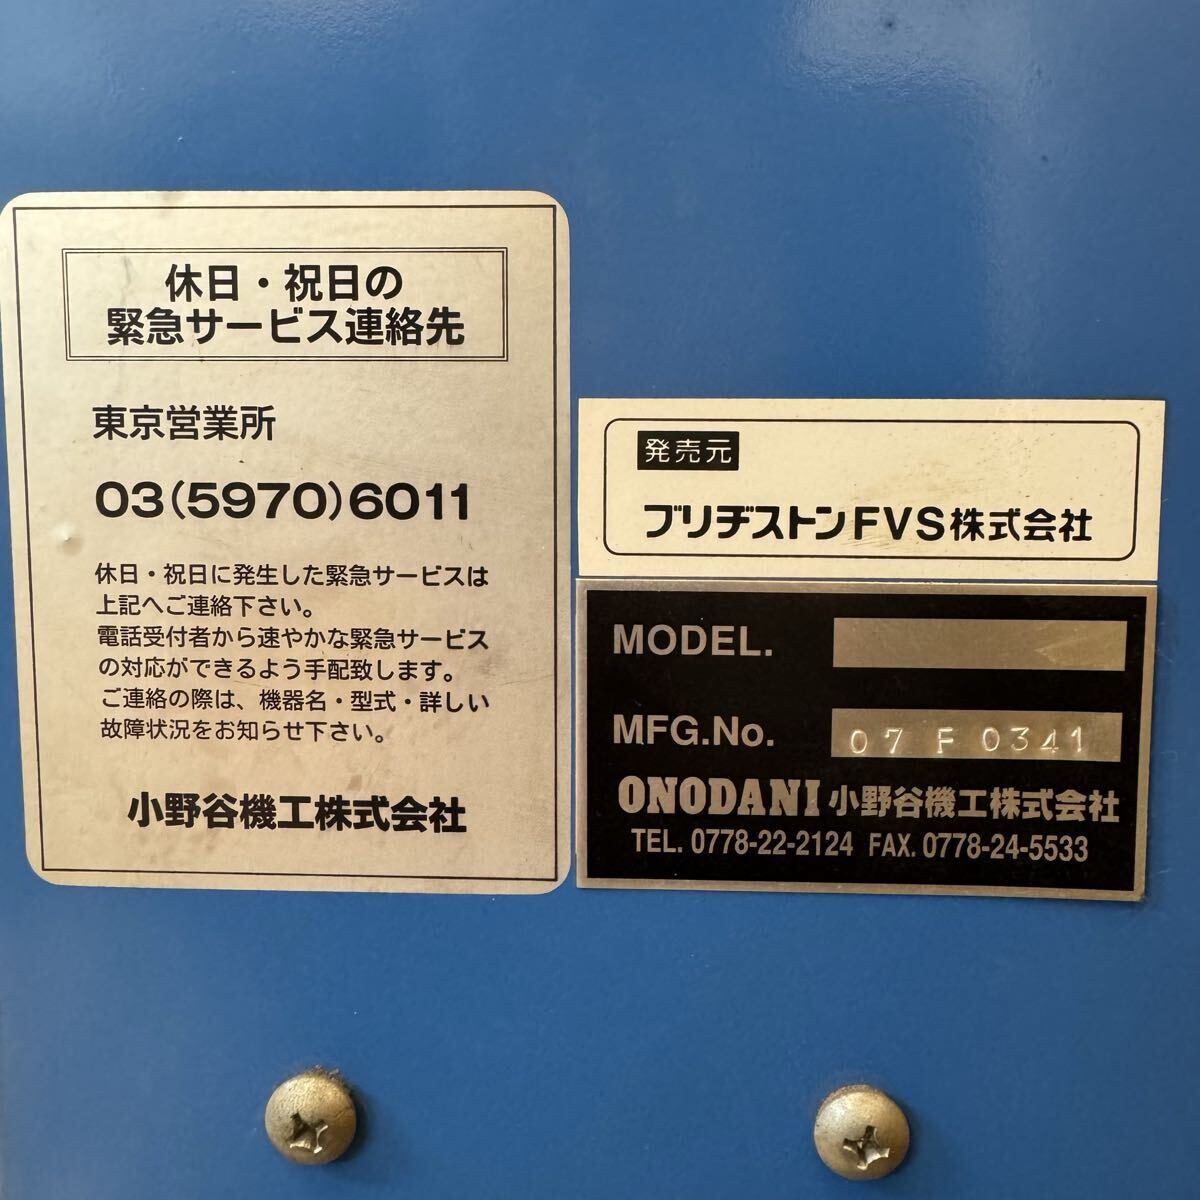 休日・祝日の
緊急サービス連絡先
東京営業所
03(5970)6011
休日・祝日に発生した緊急サービスは
上記へご連絡下さい。
電話受付者から速やかな緊急サービス
の対応ができるよう手配致します。
ご連絡の際は、機器名・型式・詳しい
故障状況をお知らせ下さい。
小野谷機工株式会社
発売元
ブリヂストンFVS株式会社
MODEL.
MFG.No. 07 F 0341
ONODANI 小野谷機工株式会社
TEL. 0778-22-2124 FAX. 0778-24-5533